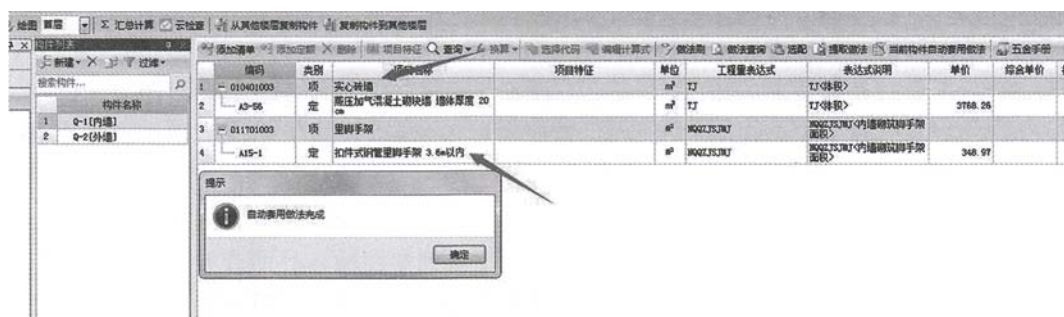 绘图 首层 Σ 汇总计算 云检查 从其他楼层复制构件 复制构件到其他楼层
构件列表
新建 过滤
搜索构件...
构件名称
1 Q-1[内墙]
2 Q-2[外墙]
添加清单 添加定额 删除 项目特征 查询 换算 选择代码 编辑计算式 做法刷 做法查询 选配 提取做法 当前构件自动套用做法 五金手册
编码 类别 项目名称 项目特征 单位 工程量表达式 表达式说明 单价 综合单价
1 010401003 项 实心砖墙 m³ TJ TJ<体积>
2 A3-56 定 蒸压加气混凝土砌块墙 墙体厚度 20cm m³ TJ TJ<体积> 3768.26
3 011701003 项 里脚手架 m² NQQZJSJMJ NQQZJSJMJ<内墙砌筑脚手架面积>
4 A15-1 定 扣件式钢管里脚手架 3.6m以内 m² NQQZJSJMJ NQQZJSJMJ<内墙砌筑脚手架面积> 348.97
提示
自动套用做法完成
确定